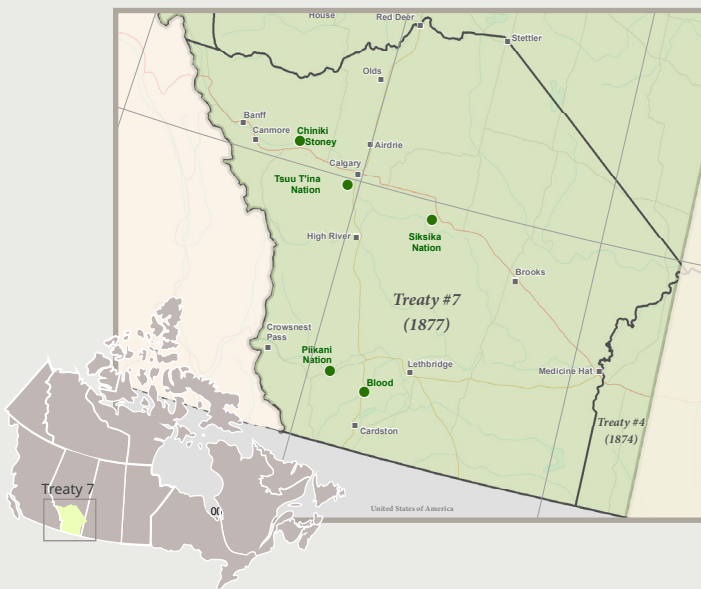 House
Red Deer
Stettler
Olds
Banff
Canmore
Chiniki
Stoney
Airdrie
Calgary
Tsuu T'ina
Nation
Siksika
Nation
High River
Brooks
Treaty #7
(1877)
Crowsnest
Pass
Piikani
Nation
Lethbridge
Medicine Hat
Blood
Cardston
Treaty #4
(1874)
Treaty 7
00
United States of America